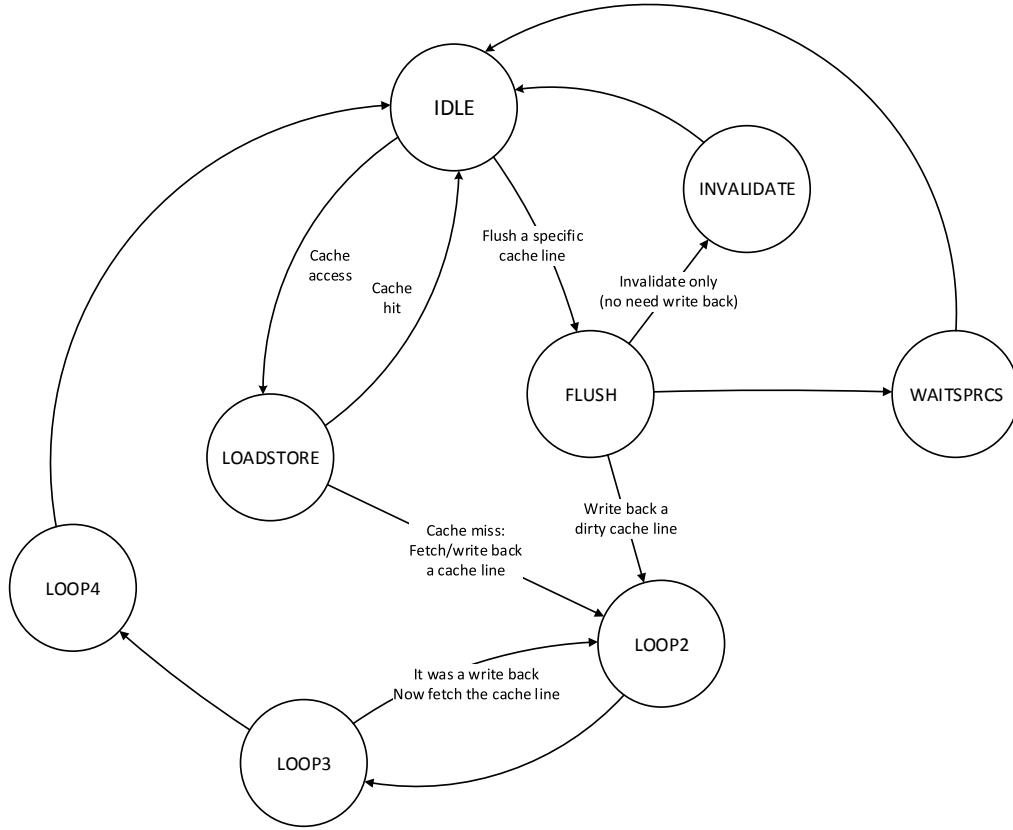 IDLE
INVALIDATE
Flush a specific
cache line
Cache
access
Cache
hit
Invalidate only
(no need write back)
FLUSH
WAITSPRCS
LOADSTORE
Write back a
dirty cache line
Cache miss:
Fetch/write back
a cache line
LOOP4
LOOP2
It was a write back
Now fetch the cache line
LOOP3